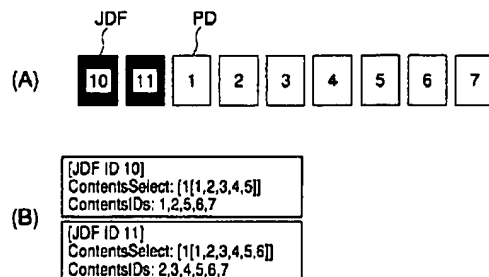 JDF PD
(A) 10 11 1 2 3 4 5 6 7
(B)
[JDF ID 10]
ContentsSelect: [1[1,2,3,4,5]]
ContentsIDs: 1,2,5,6,7
[JDF ID 11]
ContentsSelect: [1[1,2,3,4,5,6]]
ContentsIDs: 2,3,4,5,6,7